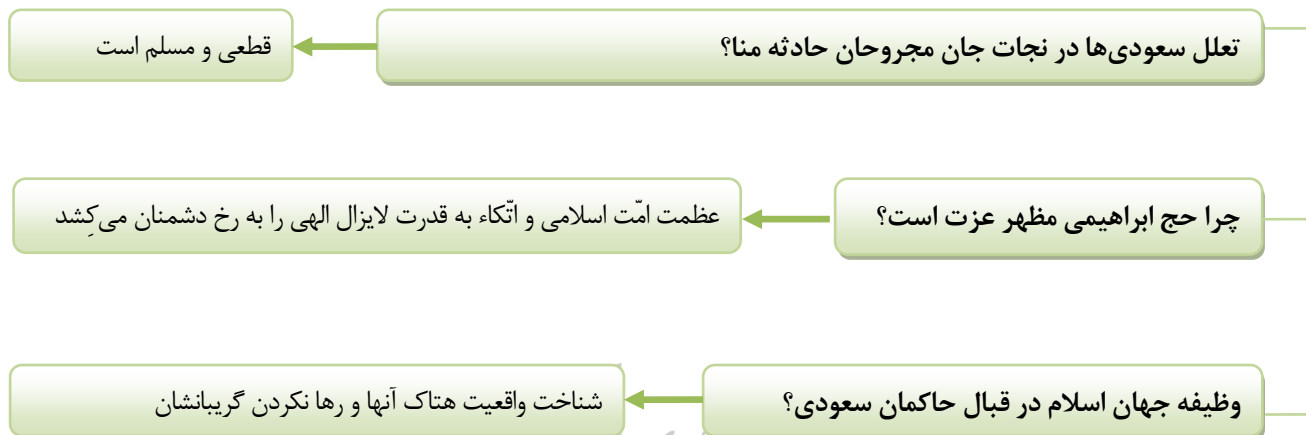 تعلل سعودی‌ها در نجات جان مجروحان حادثه منا؟
قطعی و مسلم است
چرا حج ابراهیمی مظهر عزت است؟
عظمت امّت اسلامی و اتّکاء به قدرت لایزال الهی را به رخ دشمنان می‌کِشد
وظیفه جهان اسلام در قبال حاکمان سعودی؟
شناخت واقعیت هتاک آنها و رها نکردن گریبانشان